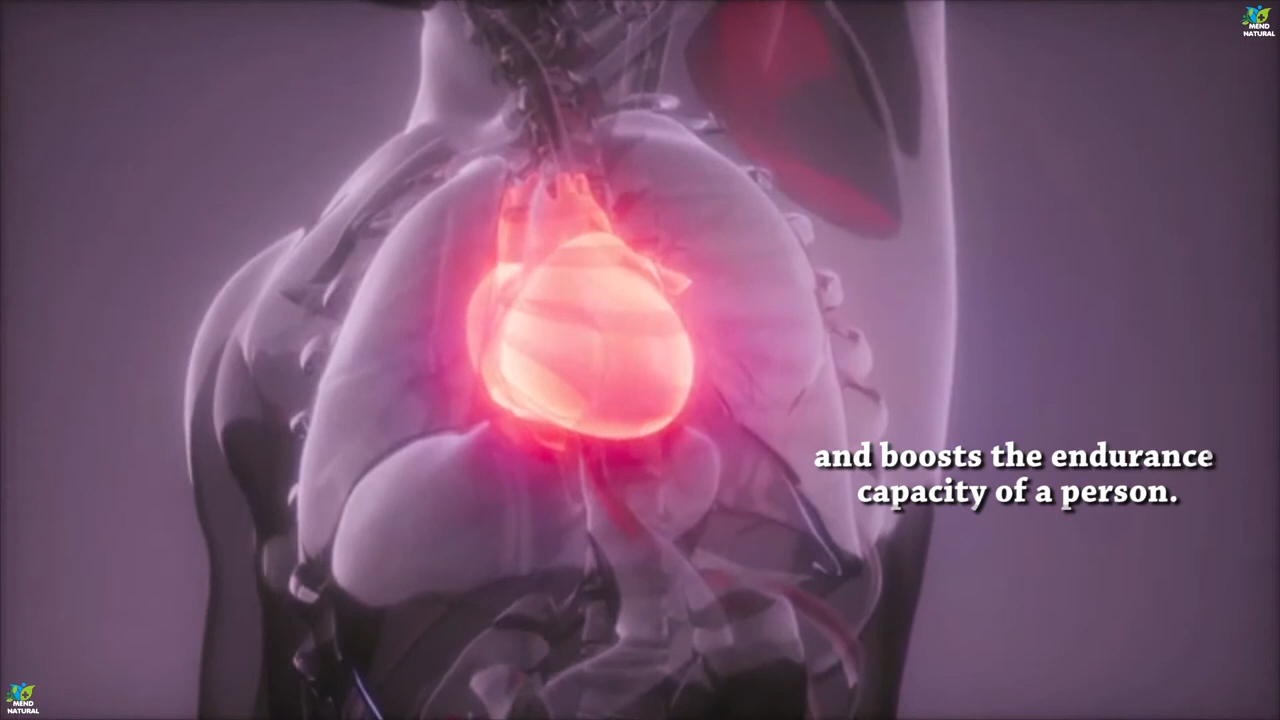 MEND
NATURAL
and boosts the endurance
capacity of a person.
MEND
NATURAL